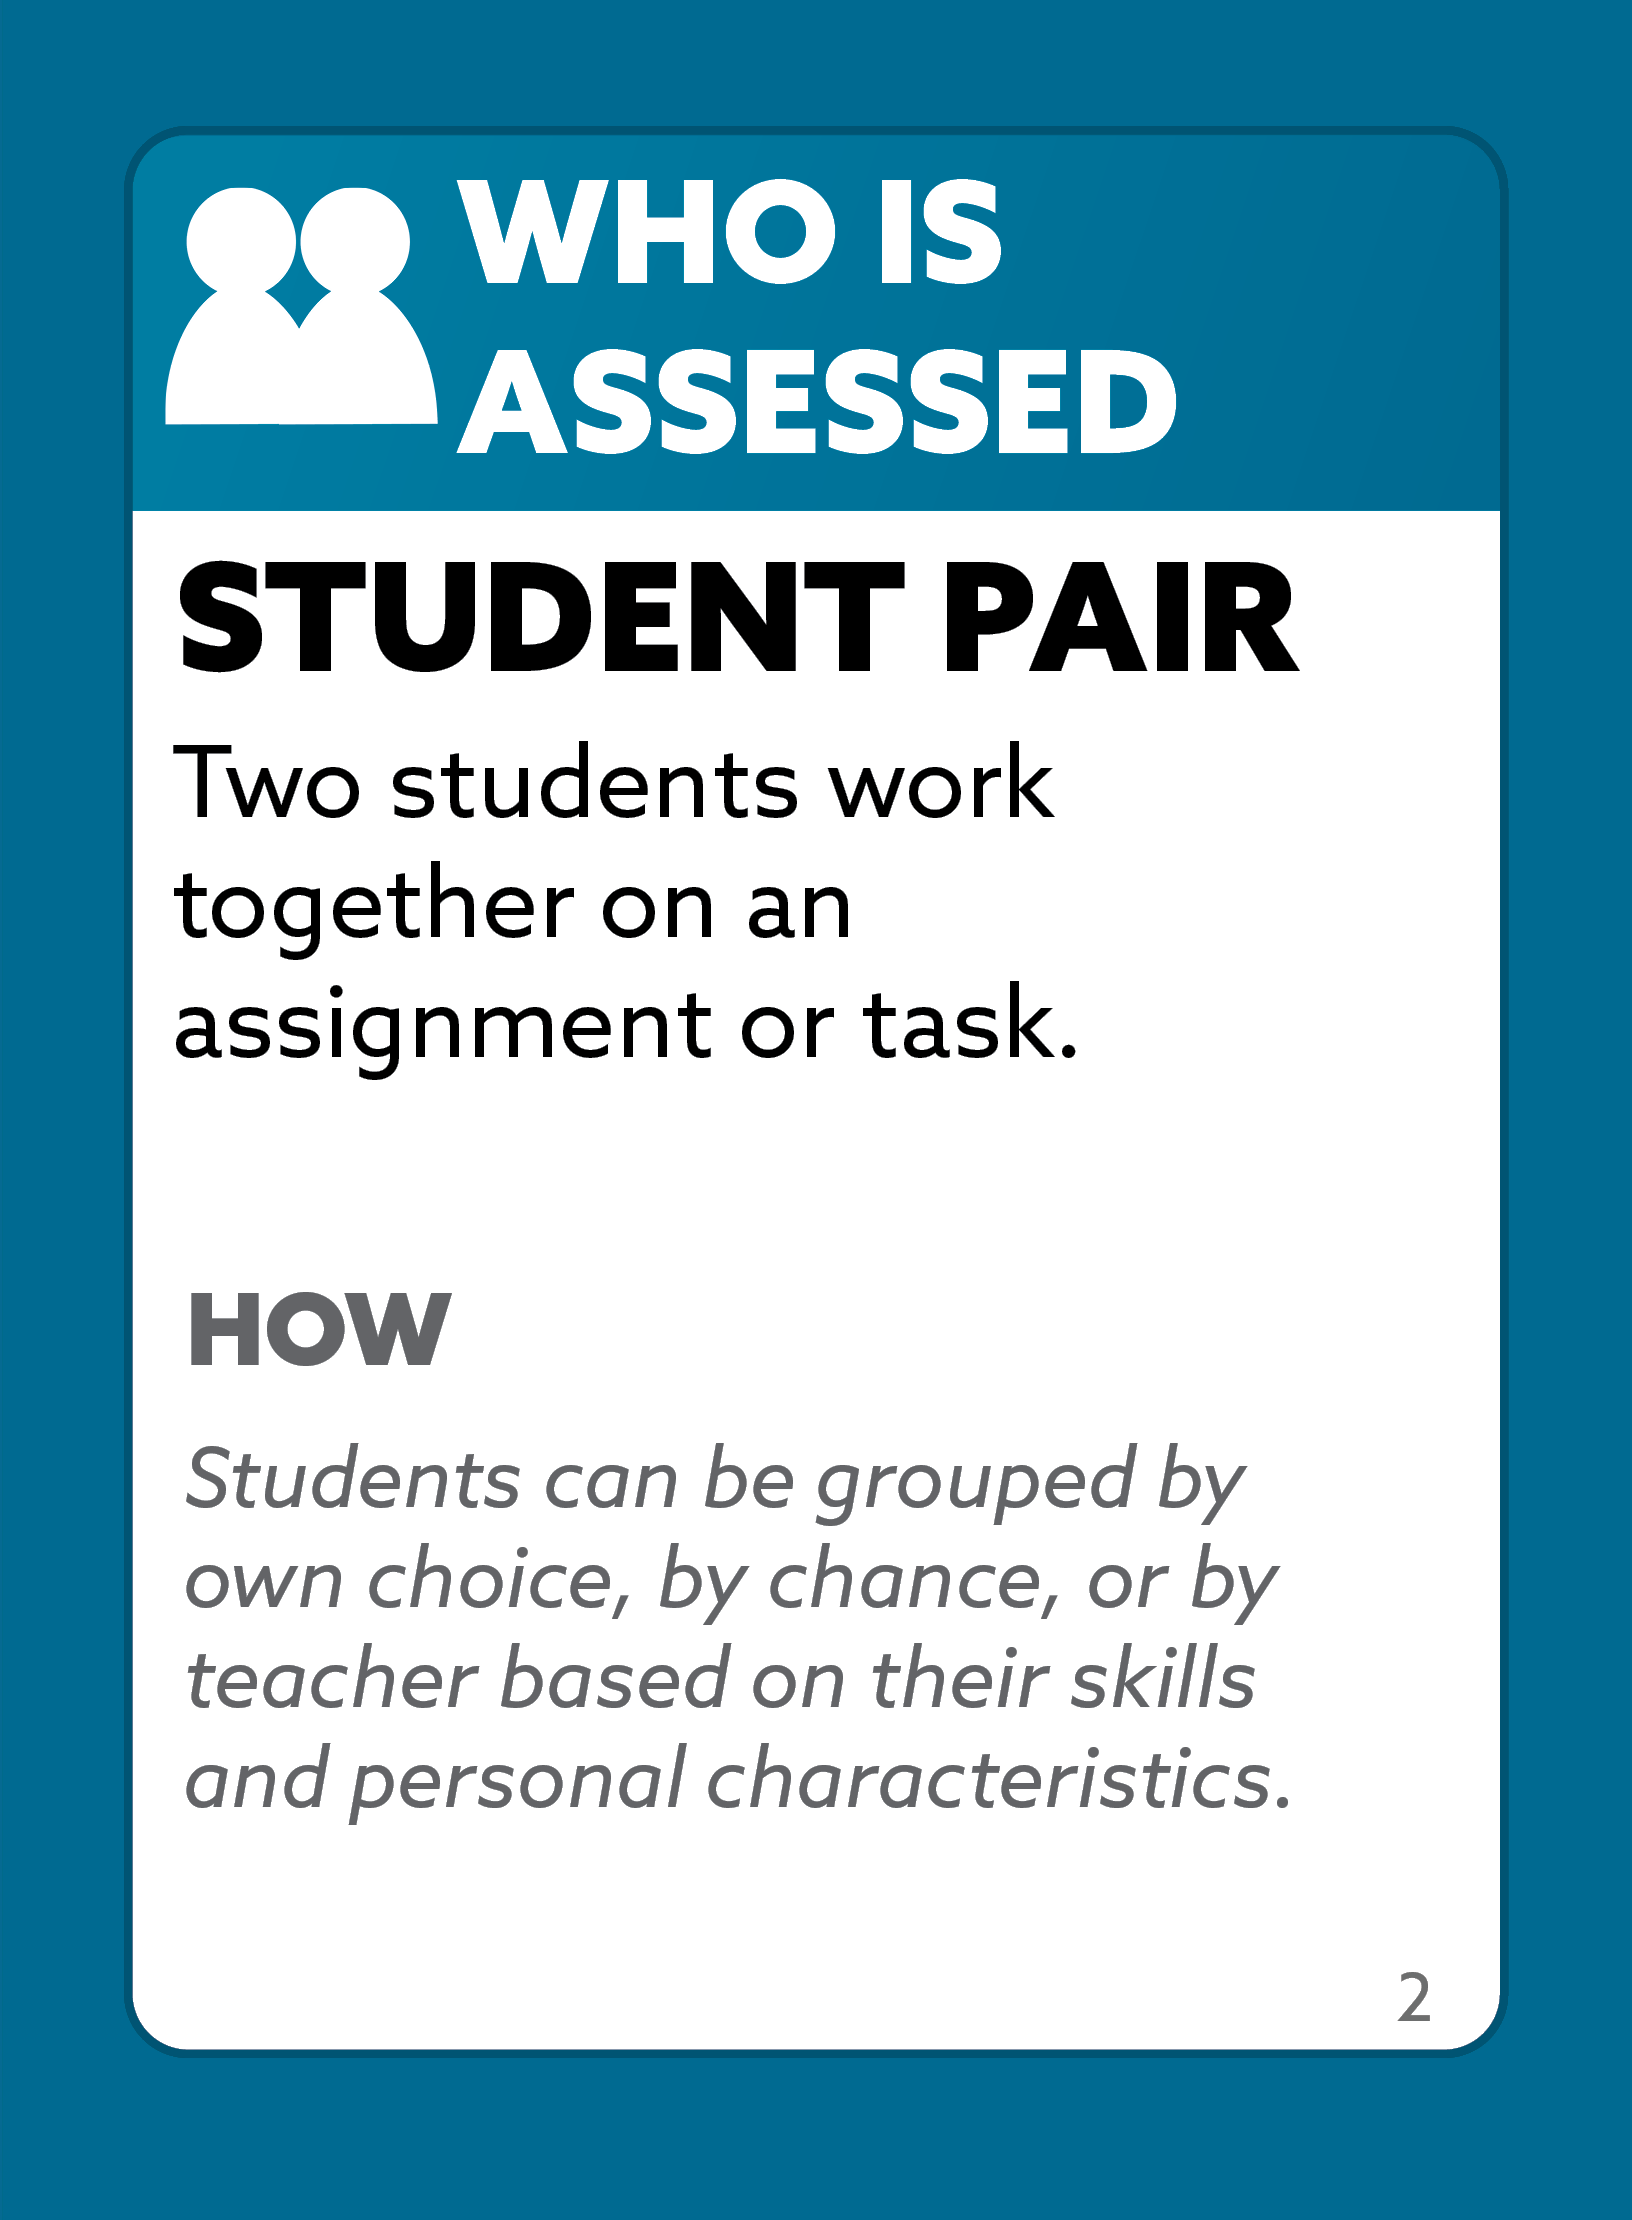 WHO IS
ASSESSED
STUDENT PAIR
Two students work
together on an
assignment or task.
HOW
Students can be grouped by
own choice, by chance, or by
teacher based on their skills
and personal characteristics.
2